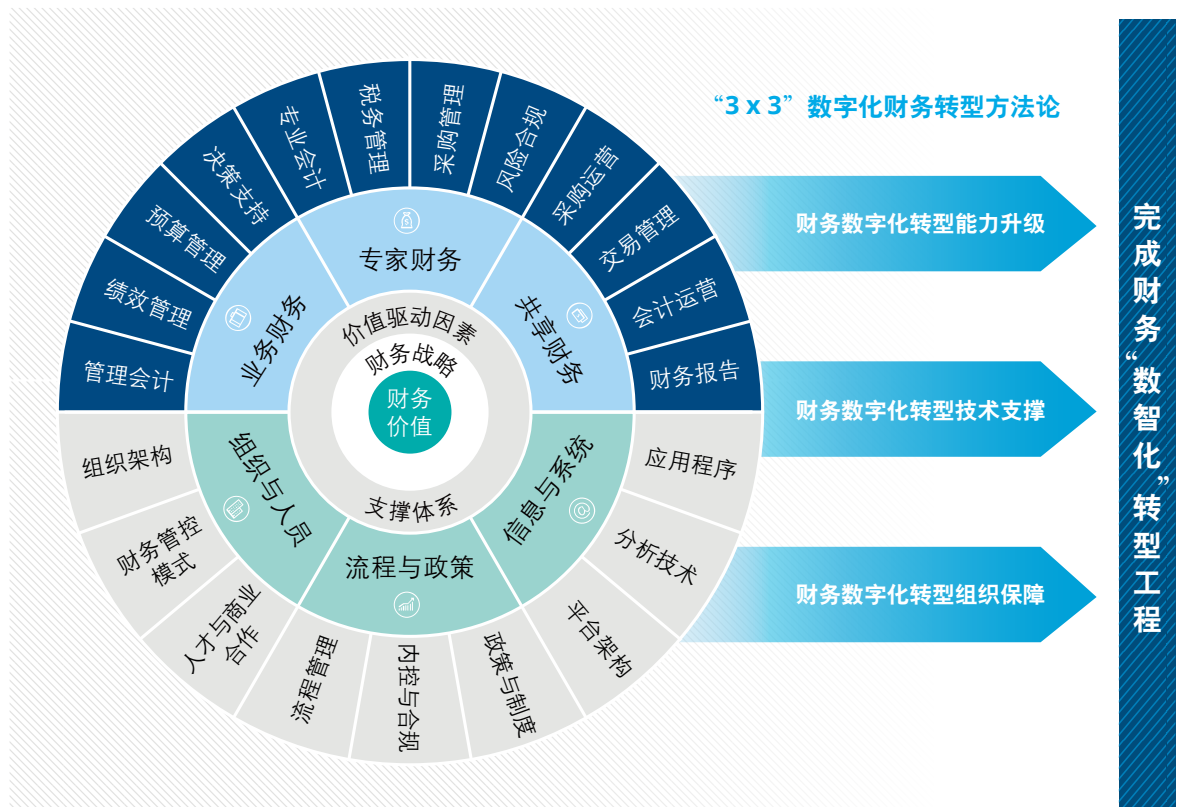 “3 x 3”数字化财务转型方法论
管理会计
绩效管理
预算管理
决策支持
专业会计
税务管理
采购管理
风险合规
采购运营
交易管理
会计运营
财务报告
业务财务
专家财务
共享财务
价值驱动因素
财务战略
财务
价值
支撑体系
组织与人员
流程与政策
信息与系统
组织架构
财务管控
模式
人才与商业
合作
流程管理
内控与合规
政策与制度
平台架构
分析技术
应用程序
财务数字化转型能力升级
财务数字化转型技术支撑
财务数字化转型组织保障
完成财务“数智化”转型工程